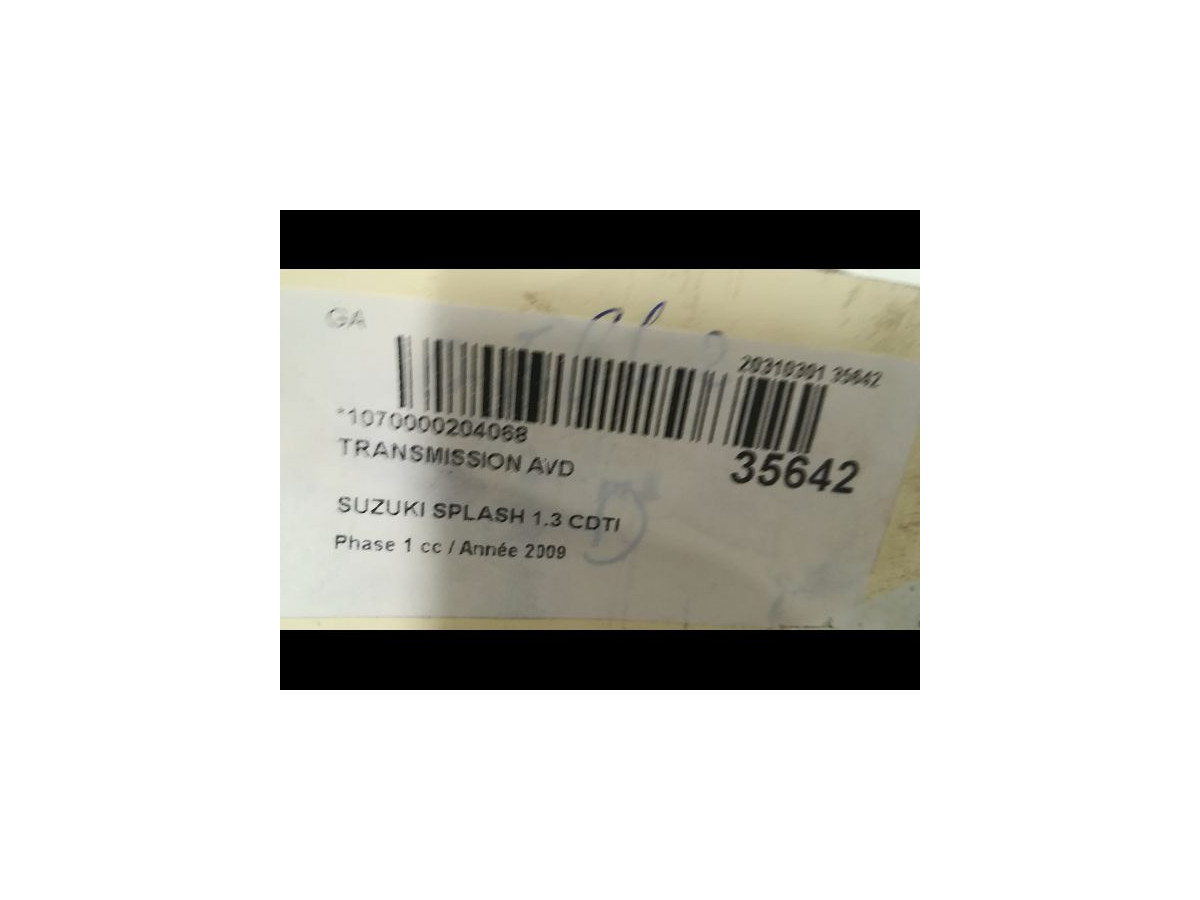 GA
20310301 35642
*1070000204068
35642
TRANSMISSION AVD
SUZUKI SPLASH 1.3 CDTI
Phase 1 cc / Année 2009